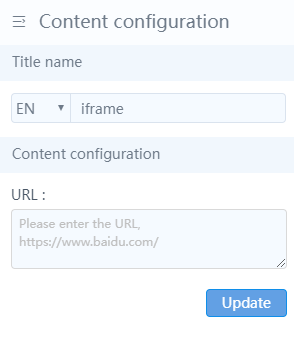 Content configuration
Title name
EN iframe
Content configuration
URL :
Please enter the URL,
https://www.baidu.com/
Update